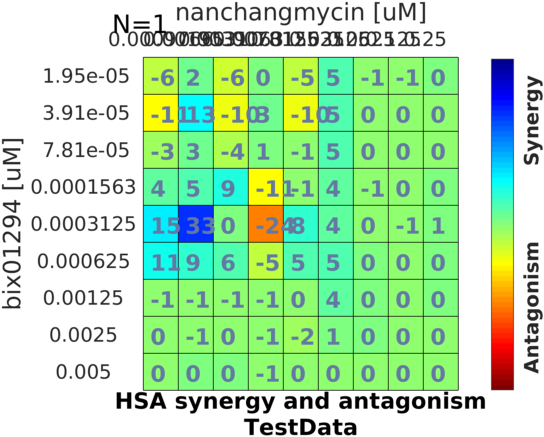 nanchangmycin [uM]
N=1
1.95e-05 -6 2 -6 0 -5 5 -1 -1 0
3.91e-05 -11 13 -10 3 -10 5 0 0 0
7.81e-05 -3 3 -4 1 -1 5 0 0 0
0.0001563 4 5 9 -11 -1 4 -1 0 0
0.0003125 15 33 0 -24 8 4 0 -1 1
0.000625 11 9 6 -5 5 5 0 0 0
0.00125 -1 -1 -1 -1 0 4 0 0 0
0.0025 0 -1 0 -1 -2 1 0 0 0
0.005 0 0 0 -1 0 0 0 0 0
bix01294 [uM]
Synergy
Antagonism
HSA synergy and antagonism
TestData